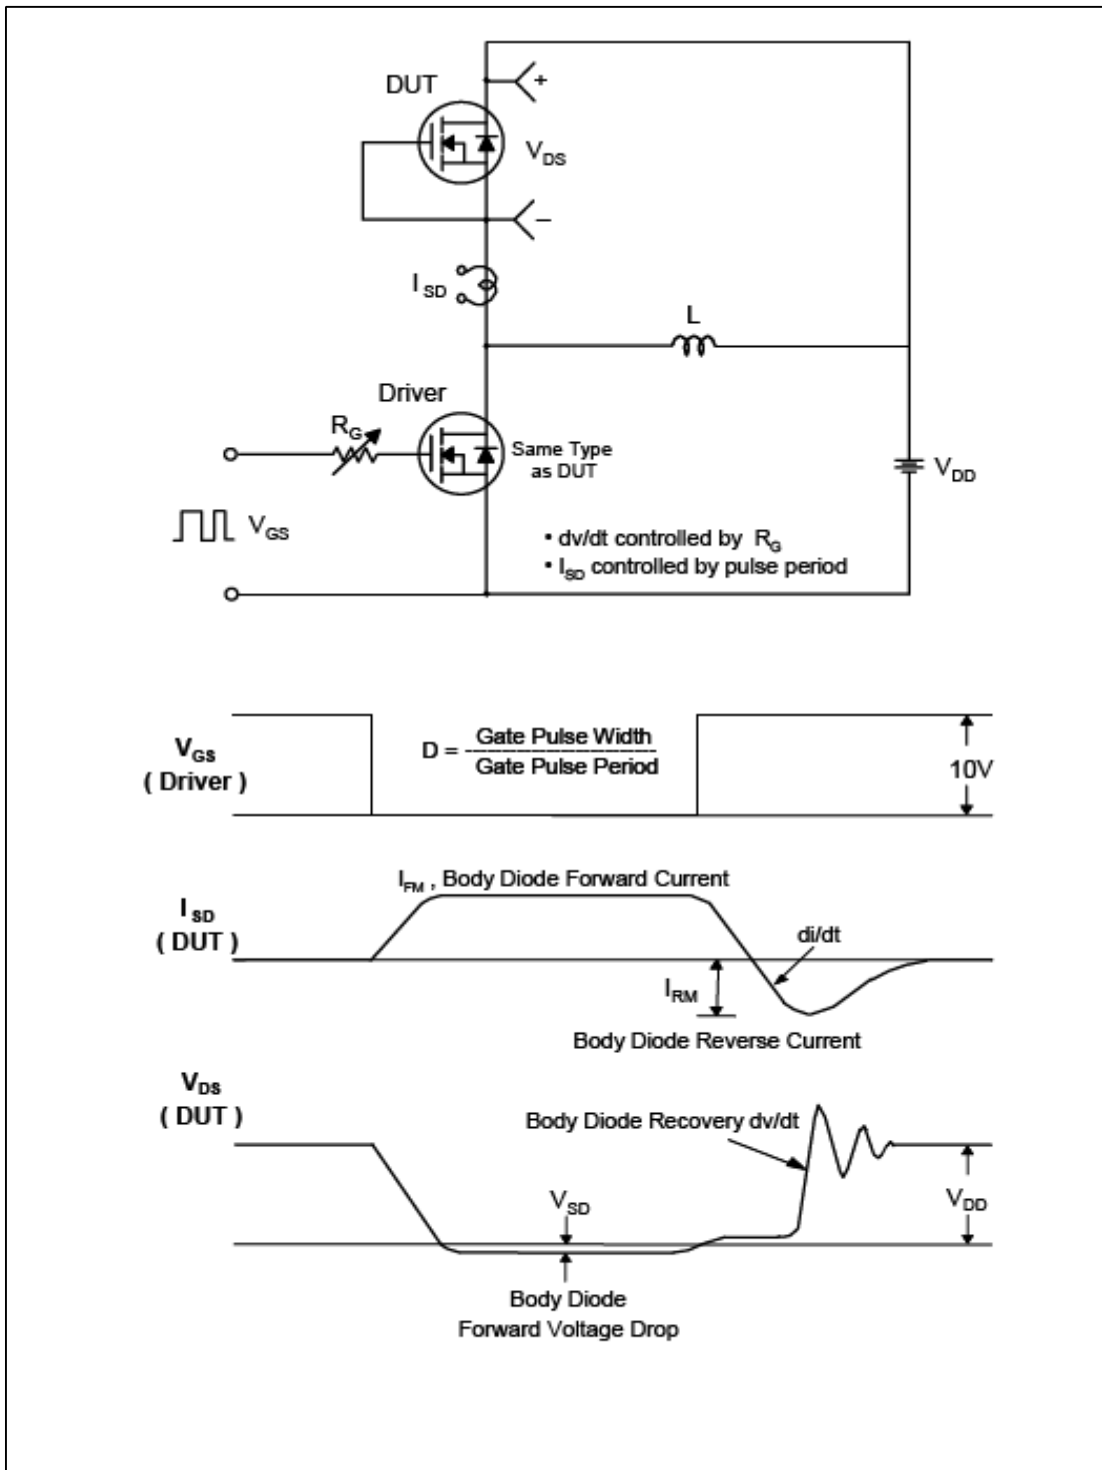 DUT
+
V_DS
–
I_SD
L
Driver
R_G
Same Type
as DUT
V_DD
V_GS
• dv/dt controlled by R_G
• I_SD controlled by pulse period
V_GS
( Driver )
D = Gate Pulse Width
Gate Pulse Period
10V
I_FM , Body Diode Forward Current
I_SD
( DUT )
di/dt
I_RM
Body Diode Reverse Current
V_DS
( DUT )
Body Diode Recovery dv/dt
V_SD
V_DD
Body Diode
Forward Voltage Drop